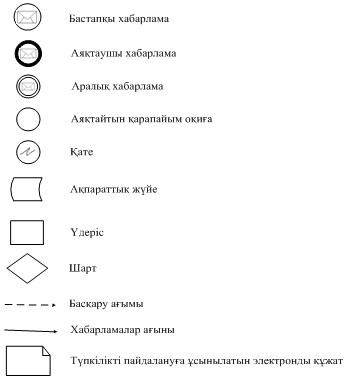 Бастапқы хабарлама
Аяқтаушы хабарлама
Аралық хабарлама
Аяқтайтын қарапайым оқиға
Қате
Ақпараттық жүйе
Үдеріс
Шарт
Басқару ағымы
Хабарламалар ағыны
Түпкілікті пайдалануға ұсынылатын электронды құжат